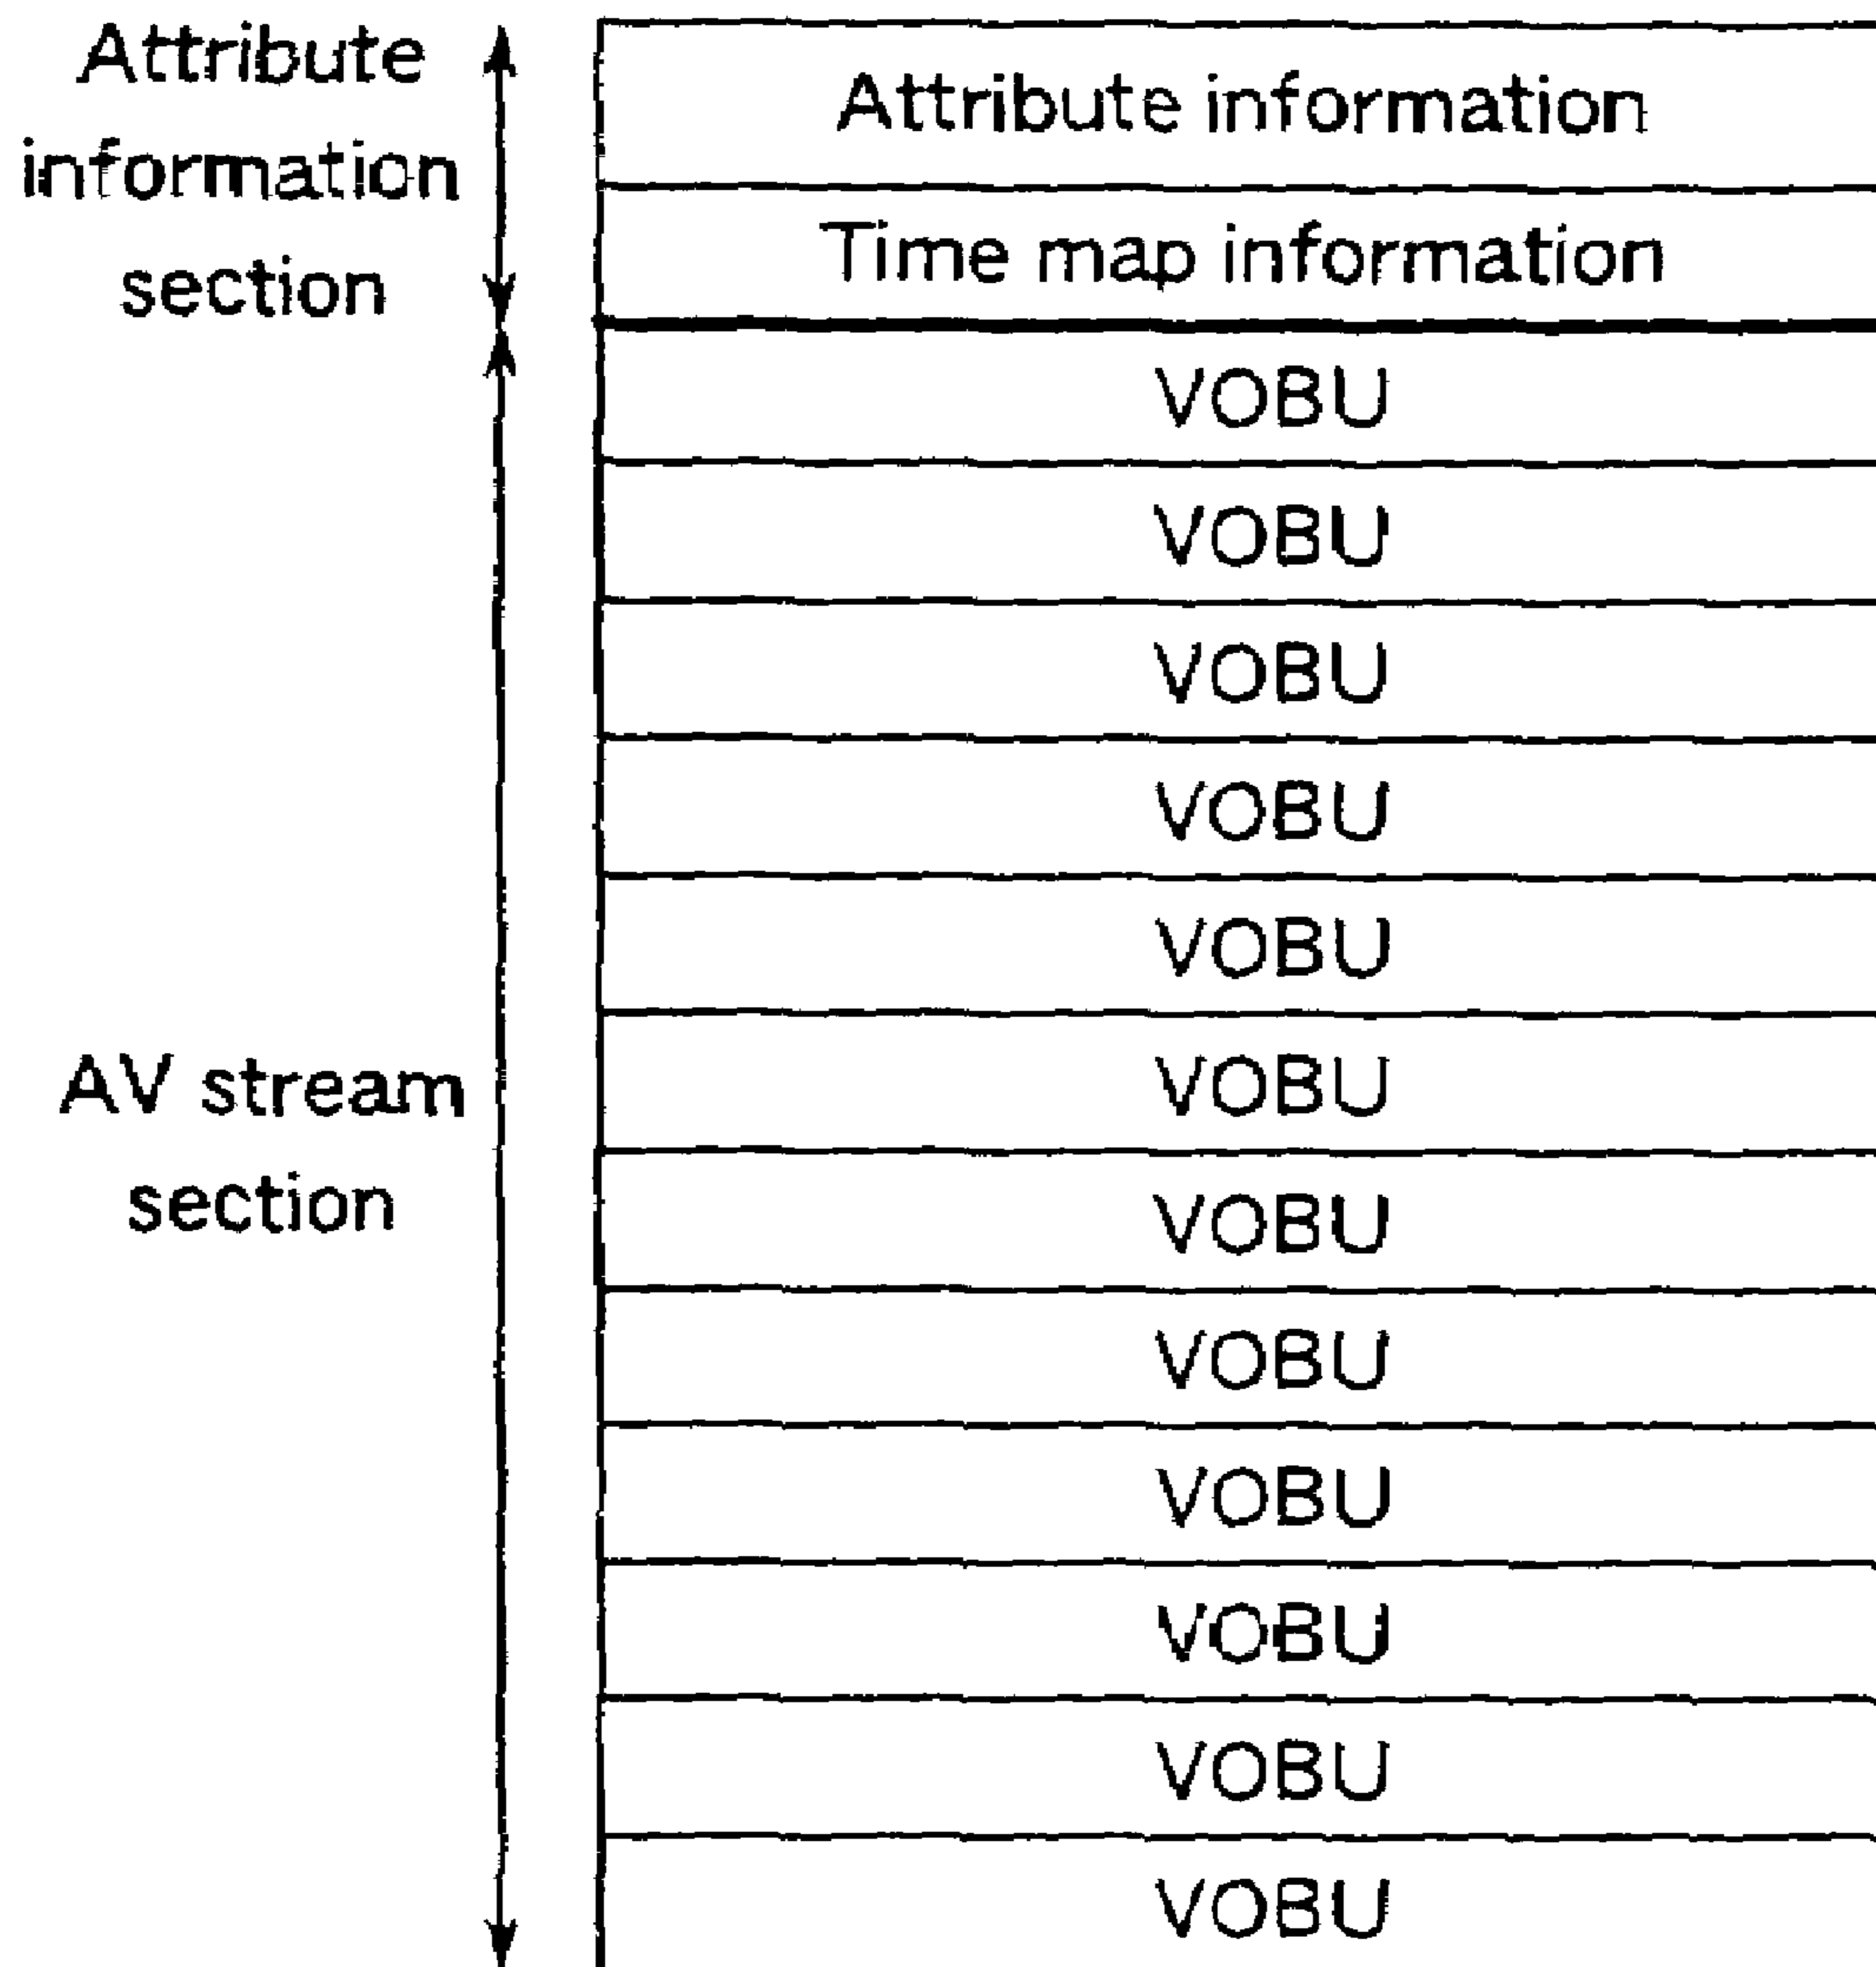 Attribute
information
section
Attribute information
Time map information
AV stream
section
VOBU
VOBU
VOBU
VOBU
VOBU
VOBU
VOBU
VOBU
VOBU
VOBU
VOBU
VOBU